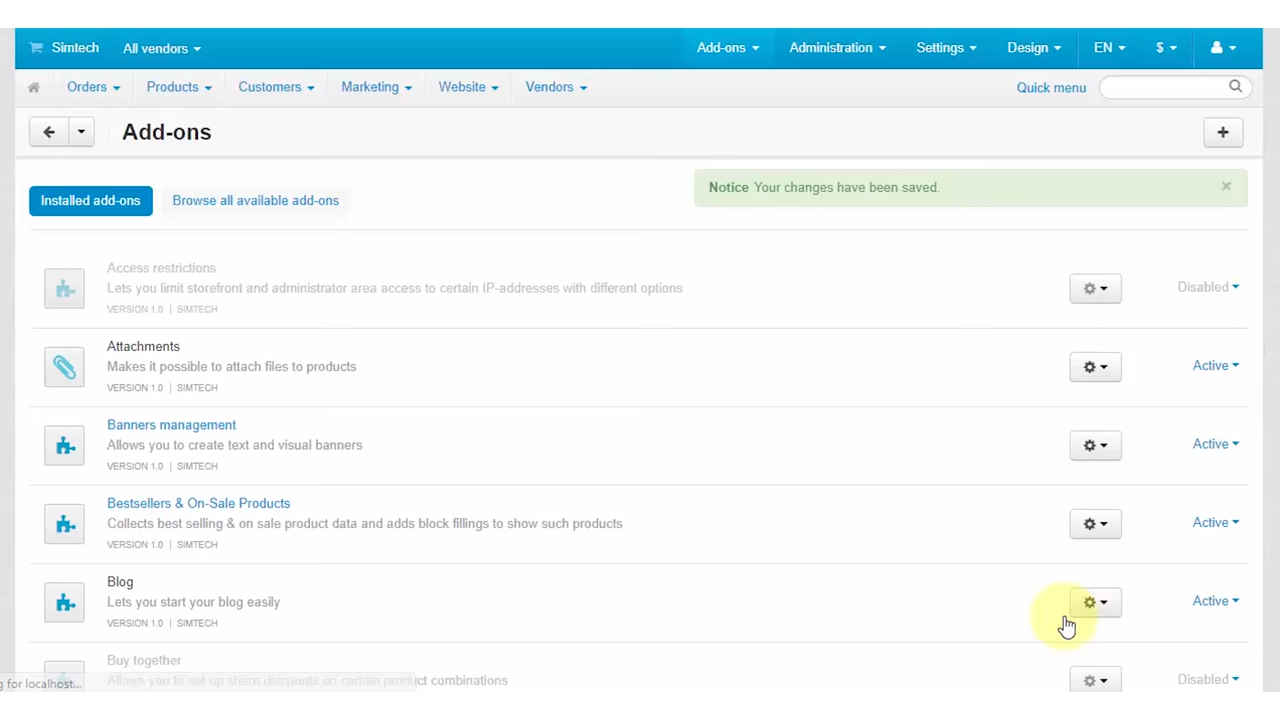 Simtech All vendors Add-ons Administration Settings Design EN $
Orders Products Customers Marketing Website Vendors Quick menu
Add-ons +
Installed add-ons Browse all available add-ons
Notice Your changes have been saved. ×
Access restrictions
Lets you limit storefront and administrator area access to certain IP-addresses with different options
VERSION 1.0 | SIMTECH
Disabled
Attachments
Makes it possible to attach files to products
VERSION 1.0 | SIMTECH
Active
Banners management
Allows you to create text and visual banners
VERSION 1.0 | SIMTECH
Active
Bestsellers & On-Sale Products
Collects best selling & on sale product data and adds block fillings to show such products
VERSION 1.0 | SIMTECH
Active
Blog
Lets you start your blog easily
VERSION 1.0 | SIMTECH
Active
Buy together
Allows you to set up share discounts on certain product combinations
Disabled
g for localhost...